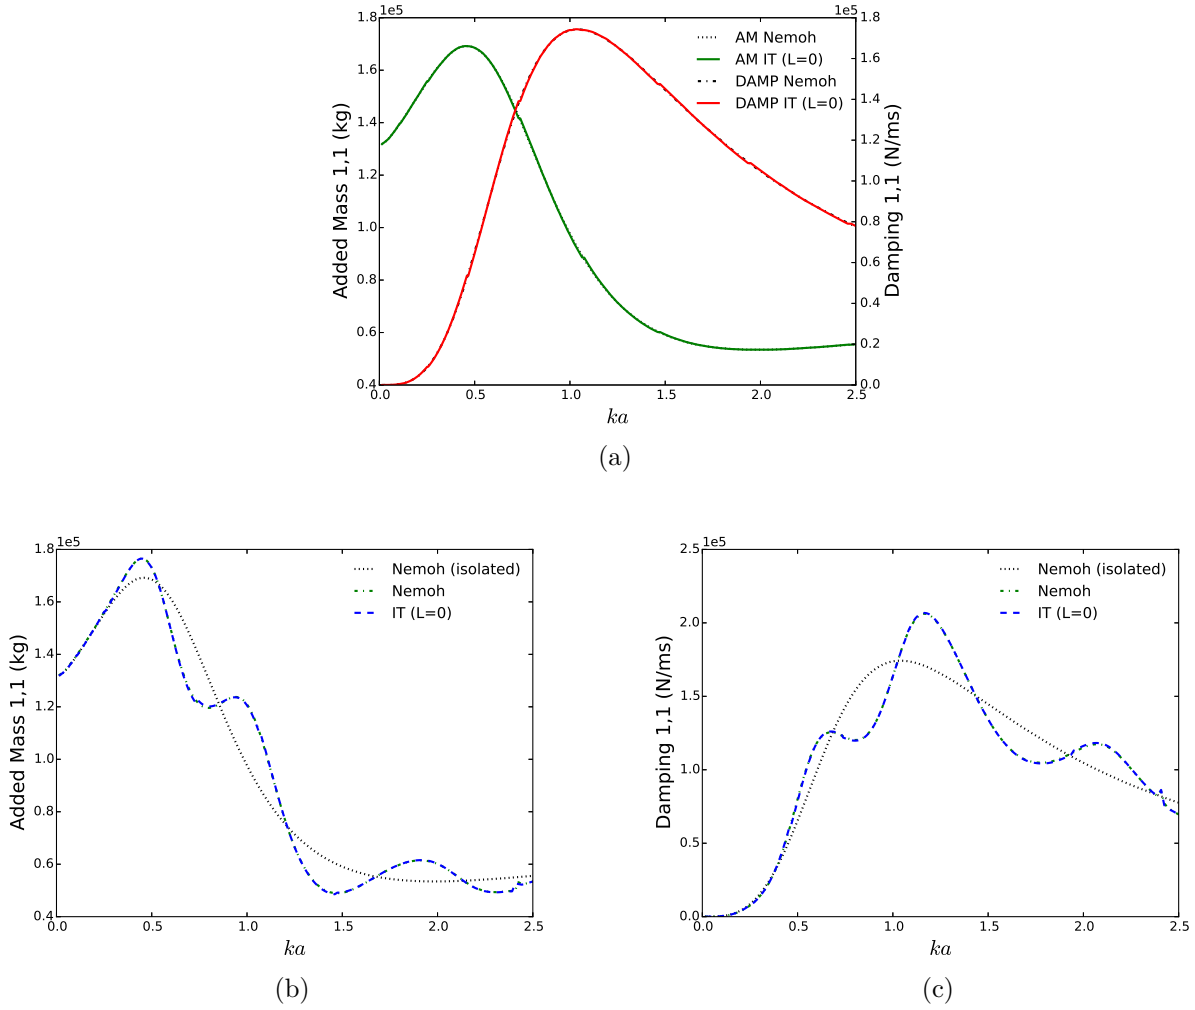 1e5
1e5
1.8
1.6
1.4
1.2
1.0
0.8
0.6
0.4
Added Mass 1,1 (kg)
AM Nemoh
AM IT (L=0)
DAMP Nemoh
DAMP IT (L=0)
1.8
1.6
1.4
1.2
1.0
0.8
0.6
0.4
0.2
0.0
Damping 1,1 (N/ms)
0.0 0.5 1.0 1.5 2.0 2.5
ka
(a)
1e5
1.8
1.6
1.4
1.2
1.0
0.8
0.6
0.4
Added Mass 1,1 (kg)
Nemoh (isolated)
Nemoh
IT (L=0)
0.0 0.5 1.0 1.5 2.0 2.5
ka
(b)
1e5
2.5
2.0
1.5
1.0
0.5
0.0
Damping 1,1 (N/ms)
Nemoh (isolated)
Nemoh
IT (L=0)
0.0 0.5 1.0 1.5 2.0 2.5
ka
(c)